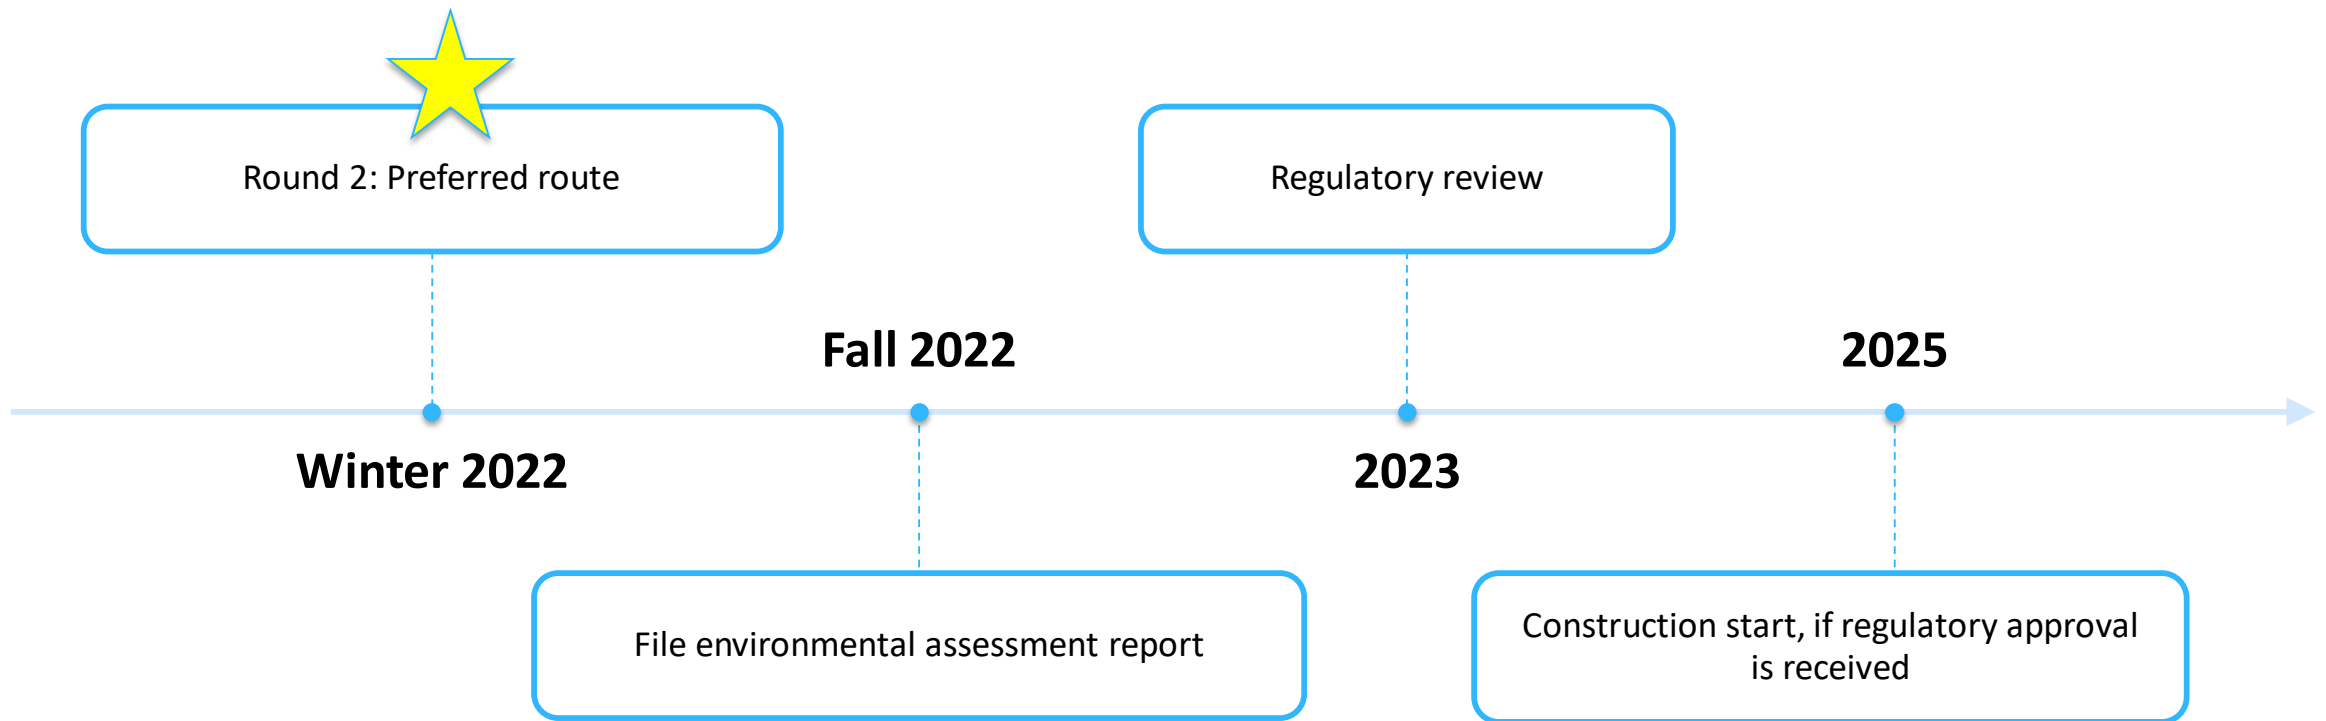 Round 2: Preferred route
Regulatory review
Fall 2022
2025
Winter 2022
2023
File environmental assessment report
Construction start, if regulatory approval
is received